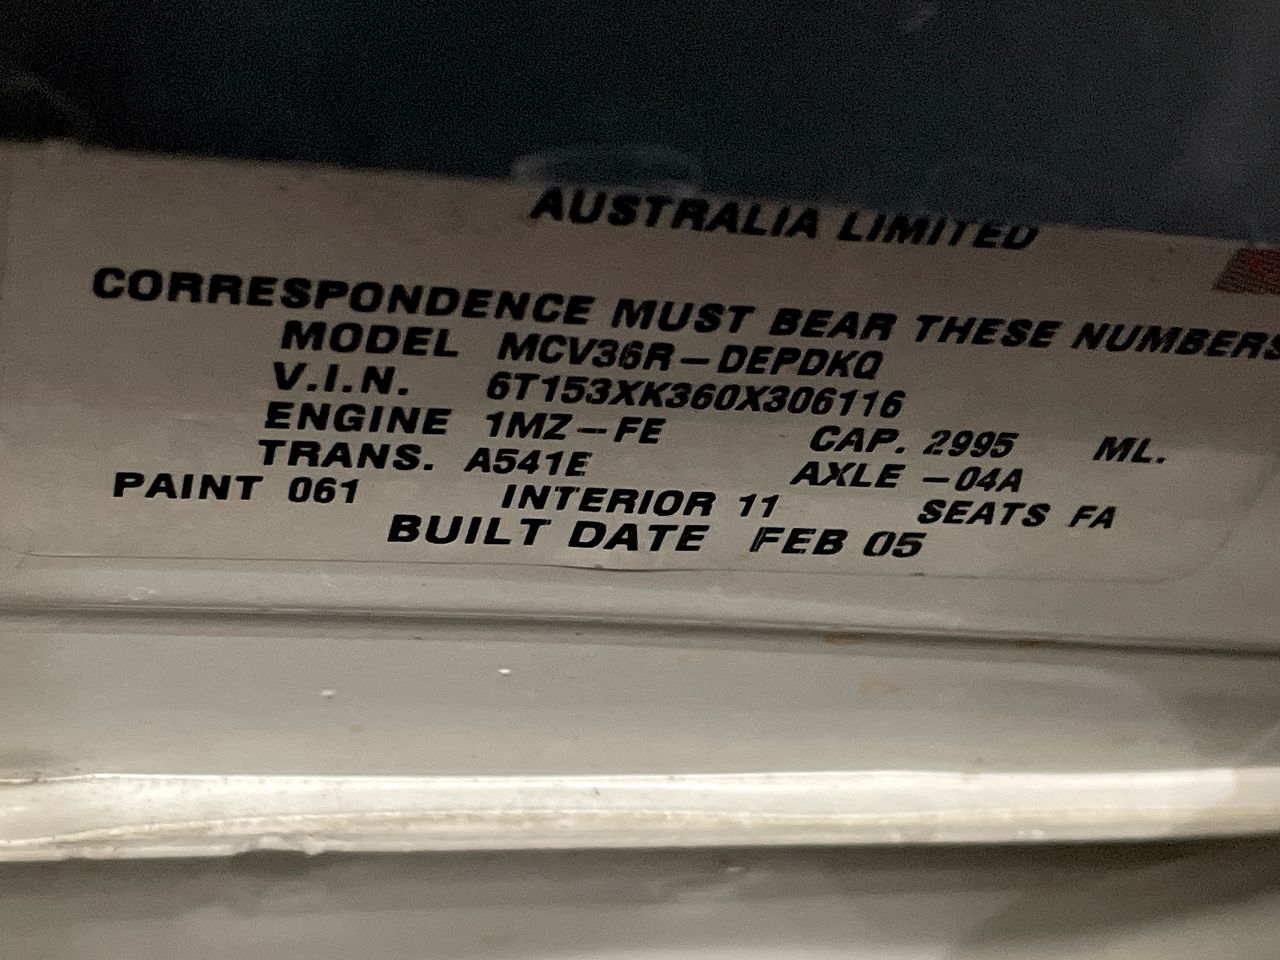 AUSTRALIA LIMITED
CORRESPONDENCE MUST BEAR THESE NUMBERS
MODEL MCV36R-DEPDKQ
V.I.N. 6T153XK360X306116
ENGINE 1MZ-FE CAP. 2995 ML.
TRANS. A541E AXLE -04A
PAINT 061 INTERIOR 11 SEATS FA
BUILT DATE FEB 05